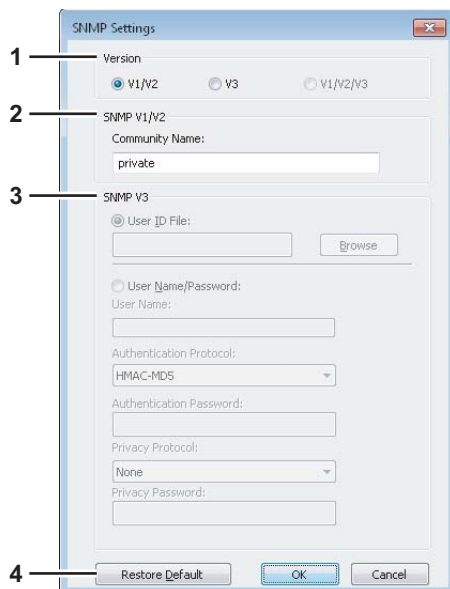 SNMP Settings
1
Version
V1/V2 V3 V1/V2/V3
2
SNMP V1/V2
Community Name:
private
3
SNMP V3
User ID File:
Browse
User Name/Password:
User Name:
Authentication Protocol:
HMAC-MD5
Authentication Password:
Privacy Protocol:
None
Privacy Password:
4
Restore Default OK Cancel